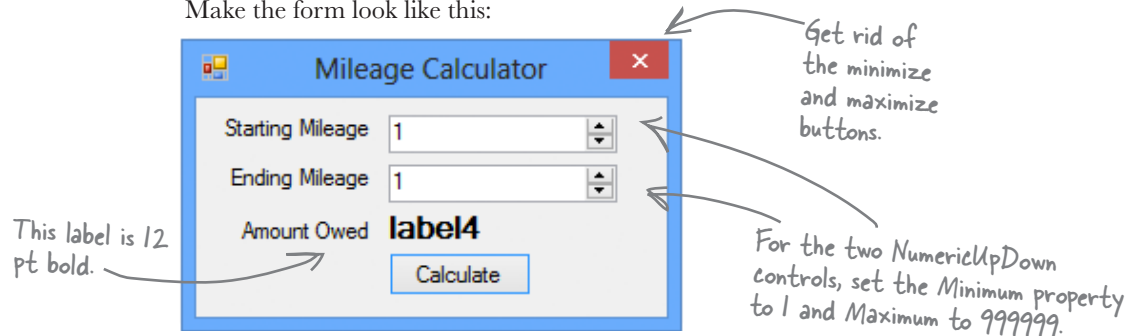 Make the form look like this:
Mileage Calculator
Get rid of
the minimize
and maximize
buttons.
Starting Mileage 1
Ending Mileage 1
Amount Owed label4
Calculate
This label is 12
pt bold.
For the two NumericUpDown
controls, set the Minimum property
to 1 and Maximum to 999999.